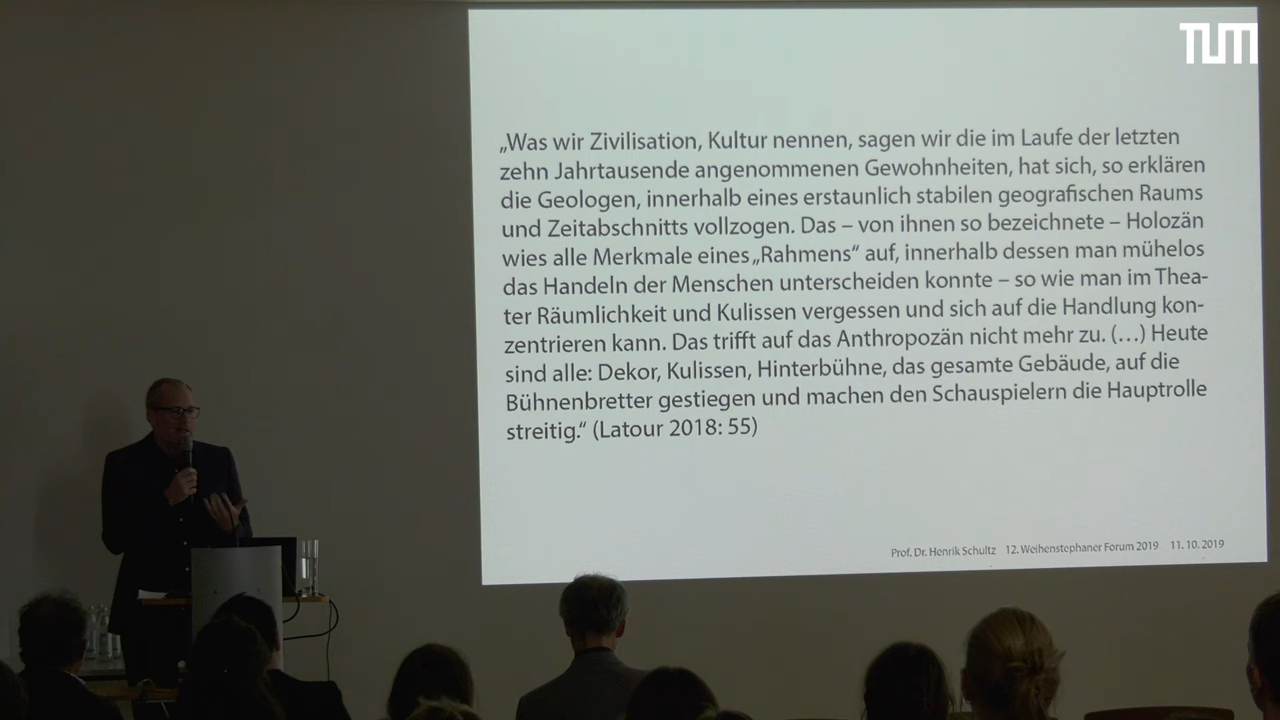 TUM
„Was wir Zivilisation, Kultur nennen, sagen wir die im Laufe der letzten
zehn Jahrtausende angenommenen Gewohnheiten, hat sich, so erklären
die Geologen, innerhalb eines erstaunlich stabilen geografischen Raums
und Zeitabschnitts vollzogen. Das – von ihnen so bezeichnete – Holozän
wies alle Merkmale eines „Rahmens“ auf, innerhalb dessen man mühelos
das Handeln der Menschen unterscheiden konnte – so wie man im Thea-
ter Räumlichkeit und Kulissen vergessen und sich auf die Handlung kon-
zentrieren kann. Das trifft auf das Anthropozän nicht mehr zu. (…) Heute
sind alle: Dekor, Kulissen, Hinterbühne, das gesamte Gebäude, auf die
Bühnenbretter gestiegen und machen den Schauspielern die Hauptrolle
streitig.“ (Latour 2018: 55)
Prof. Dr. Henrik Schultz 12. Weihenstephaner Forum 2019 11. 10. 2019